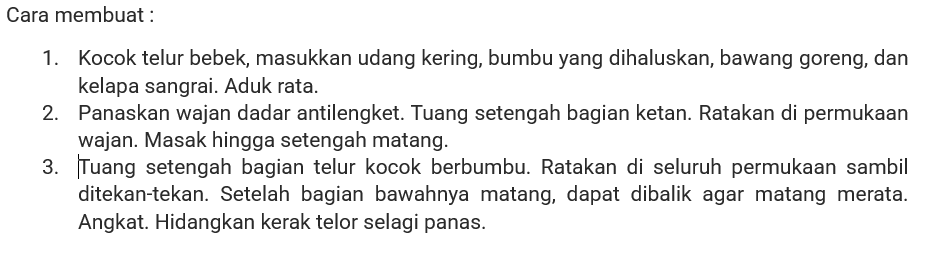 Cara membuat :
1. Kocok telur bebek, masukkan udang kering, bumbu yang dihaluskan, bawang goreng, dan
kelapa sangrai. Aduk rata.
2. Panaskan wajan dadar antilengket. Tuang setengah bagian ketan. Ratakan di permukaan
wajan. Masak hingga setengah matang.
3. Tuang setengah bagian telur kocok berbumbu. Ratakan di seluruh permukaan sambil
ditekan-tekan. Setelah bagian bawahnya matang, dapat dibalik agar matang merata.
Angkat. Hidangkan kerak telor selagi panas.